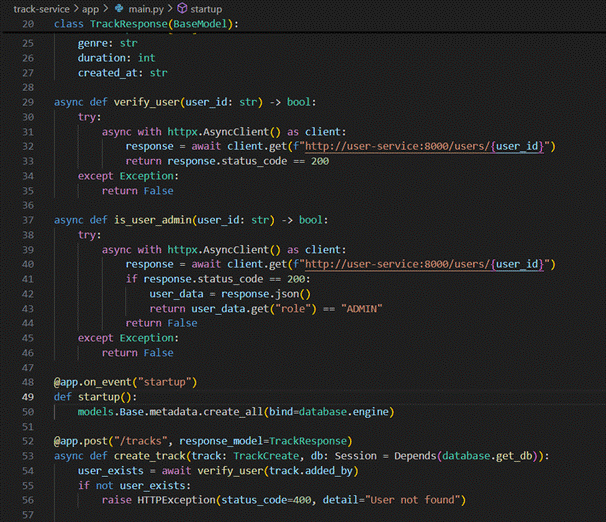 track-service > app > main.py > startup
20 class TrackResponse(BaseModel):
25     genre: str
26     duration: int
27     created_at: str
28
29 async def verify_user(user_id: str) -> bool:
30     try:
31         async with httpx.AsyncClient() as client:
32             response = await client.get(f"http://user-service:8000/users/{user_id}")
33             return response.status_code == 200
34     except Exception:
35         return False
36
37 async def is_user_admin(user_id: str) -> bool:
38     try:
39         async with httpx.AsyncClient() as client:
40             response = await client.get(f"http://user-service:8000/users/{user_id}")
41             if response.status_code == 200:
42                 user_data = response.json()
43                 return user_data.get("role") == "ADMIN"
44             return False
45     except Exception:
46         return False
47
48 @app.on_event("startup")
49 def startup():
50     models.Base.metadata.create_all(bind=database.engine)
51
52 @app.post("/tracks", response_model=TrackResponse)
53 async def create_track(track: TrackCreate, db: Session = Depends(database.get_db)):
54     user_exists = await verify_user(track.added_by)
55     if not user_exists:
56         raise HTTPException(status_code=400, detail="User not found")
57